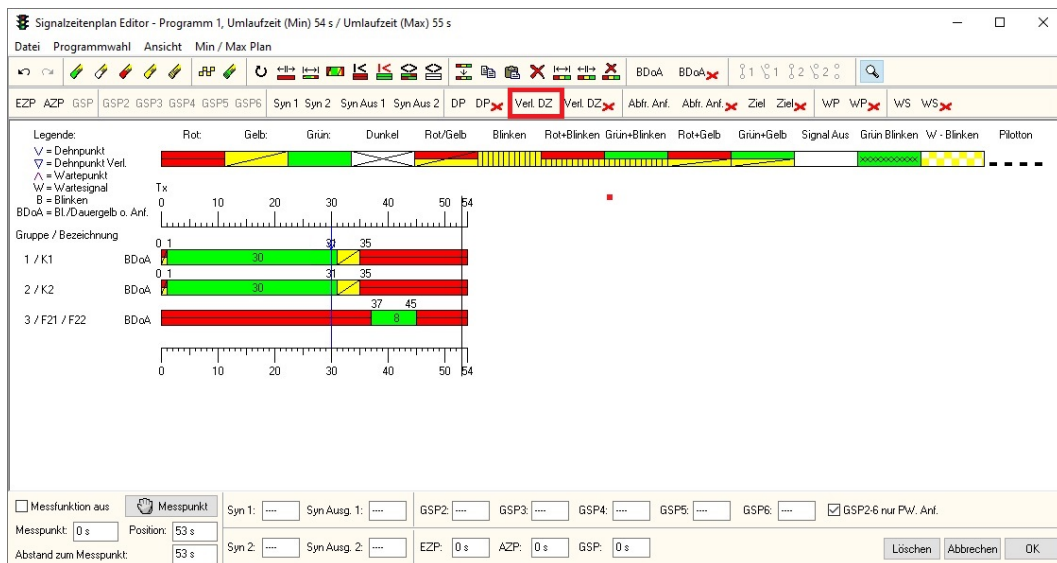 Signalzeitenplan Editor - Programm 1, Umlaufzeit (Min) 54 s / Umlaufzeit (Max) 55 s
Datei Programmwahl Ansicht Min / Max Plan
BDoA BDoA 1 1 2 2
EZP AZP GSP GSP2 GSP3 GSP4 GSP5 GSP6 Syn 1 Syn 2 Syn Aus 1 Syn Aus 2 DP DP Verl. DZ Verl. DZ Abfr. Anf. Abfr. Anf. Ziel Ziel WP WP WS WS
Legende: Rot: Gelb: Grün: Dunkel Rot/Gelb Blinken Rot+Blinken Grün+Blinken Rot+Gelb Grün+Gelb Signal Aus Grün Blinken W - Blinken Pilotton
V = Dehnpunkt
∇ = Dehnpunkt Verl.
Λ = Wartepunkt
W = Wartesignal
B = Blinken
BDoA = Bl./Dauergelb o. Anf.
Tx
0 10 20 30 40 50 54
Gruppe / Bezeichnung
0 1 35
1 / K1 BDoA 30
0 1 31 35
2 / K2 BDoA 30
37 45
3 / F21 / F22 BDoA 8
0 10 20 30 40 50 54
Messfunktion aus Messpunkt Syn 1: ---- Syn Ausg. 1: ---- GSP2: ---- GSP3: ---- GSP4: ---- GSP5: ---- GSP6: ---- GSP2-6 nur PW. Anf.
Messpunkt: 0 s Position: 53 s
Abstand zum Messpunkt: 53 s Syn 2: ---- Syn Ausg. 2: ---- EZP: 0 s AZP: 0 s GSP: 0 s Löschen Abbrechen OK